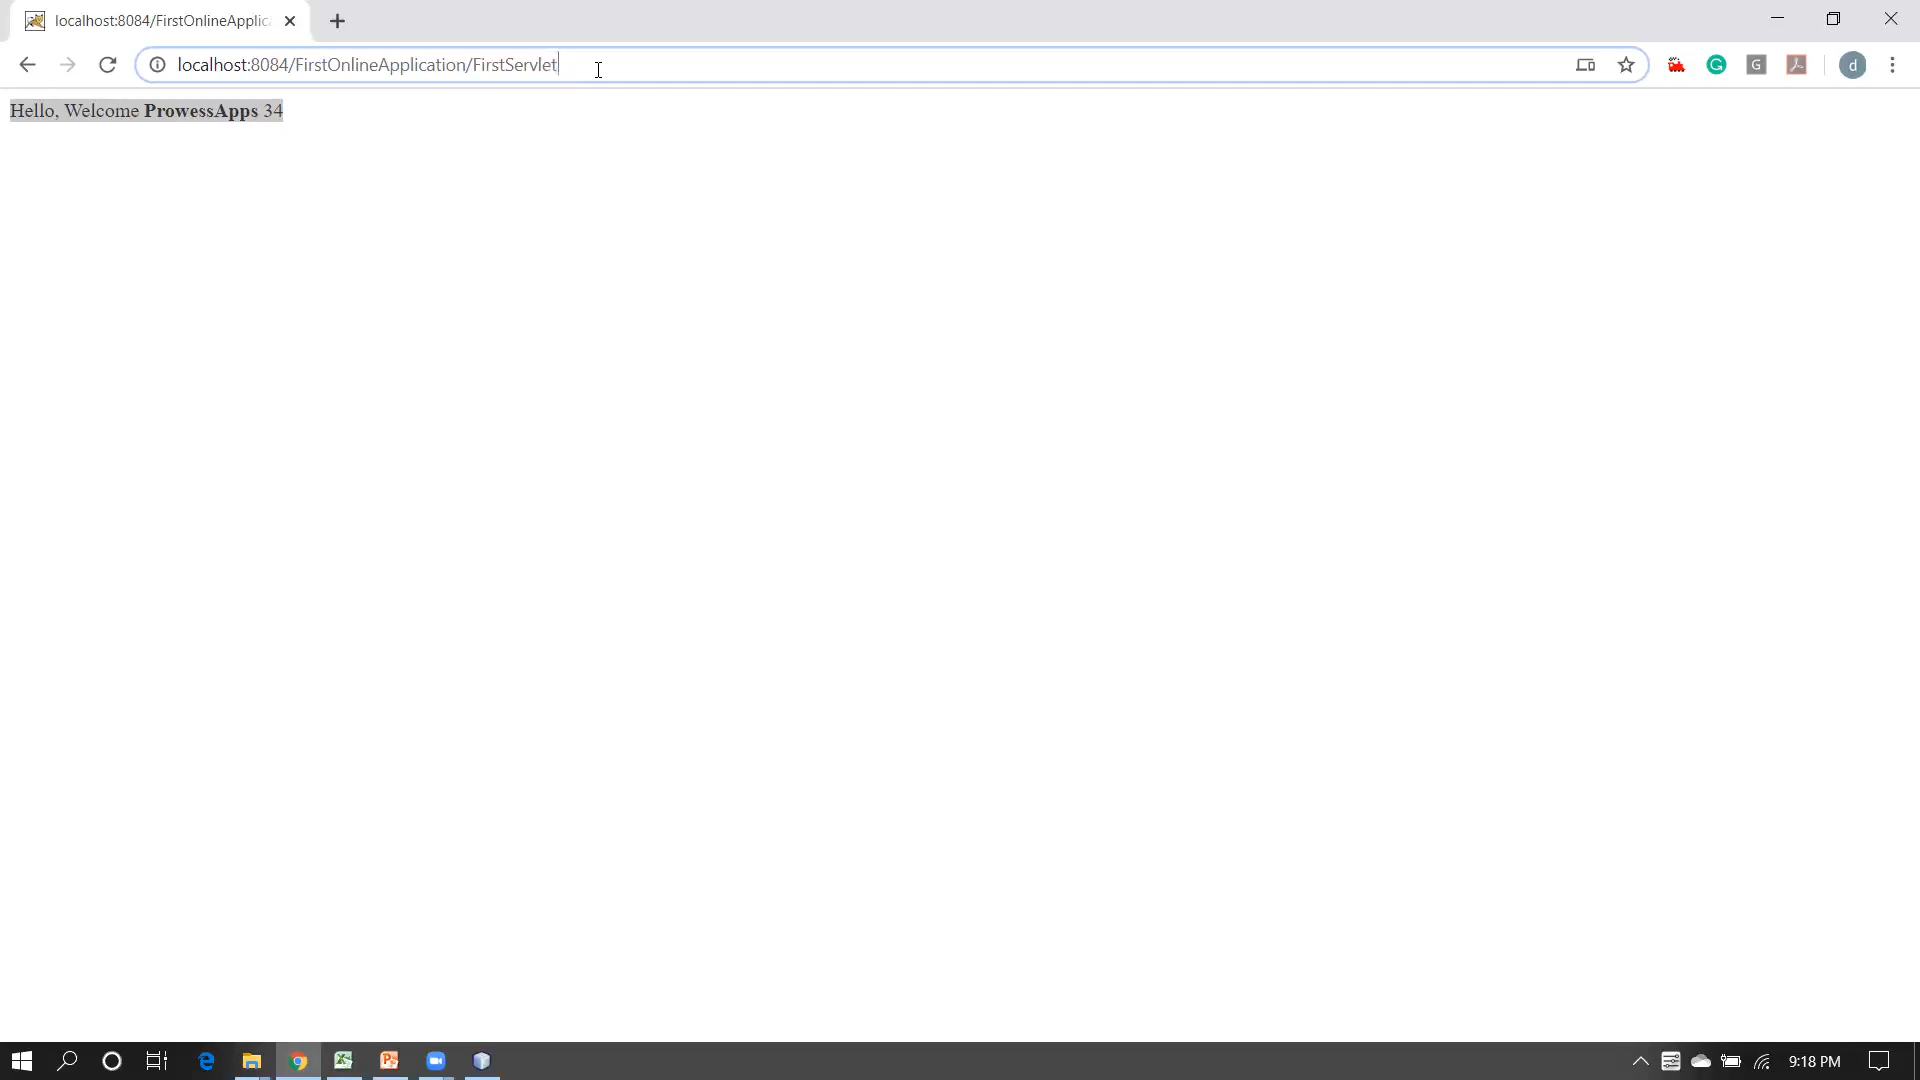 localhost:8084/FirstOnlineApplic
localhost:8084/FirstOnlineApplication/FirstServlet
G
d
Hello, Welcome ProwessApps 34
9:18 PM